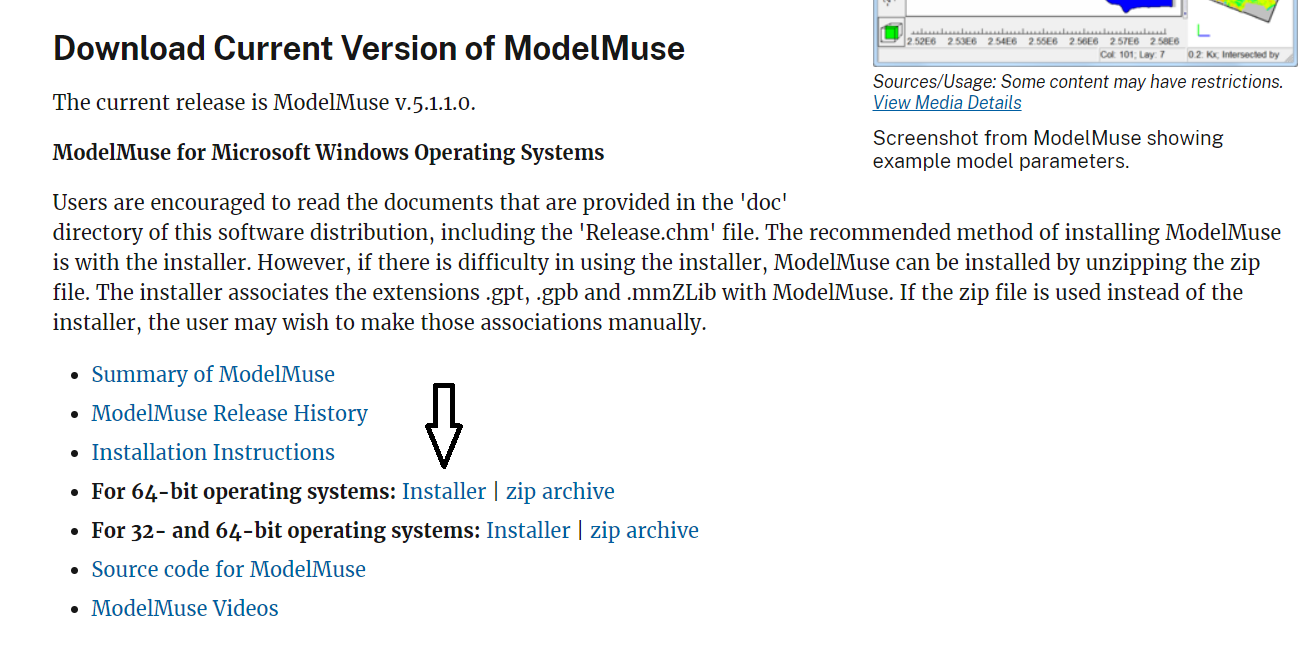 Download Current Version of ModelMuse
The current release is ModelMuse v.5.1.1.0.
ModelMuse for Microsoft Windows Operating Systems
Users are encouraged to read the documents that are provided in the 'doc'
directory of this software distribution, including the 'Release.chm' file. The recommended method of installing ModelMuse
is with the installer. However, if there is difficulty in using the installer, ModelMuse can be installed by unzipping the zip
file. The installer associates the extensions .gpt, .gpb and .mmZLib with ModelMuse. If the zip file is used instead of the
installer, the user may wish to make those associations manually.
• Summary of ModelMuse
• ModelMuse Release History
• Installation Instructions
• For 64-bit operating systems: Installer | zip archive
• For 32- and 64-bit operating systems: Installer | zip archive
• Source code for ModelMuse
• ModelMuse Videos
2.52E6 2.53E6 2.54E6 2.55E6 2.56E6 2.57E6 2.58E6
Col: 101; Lay: 7 0.2: Kx; Intersected by
Sources/Usage: Some content may have restrictions.
View Media Details
Screenshot from ModelMuse showing
example model parameters.